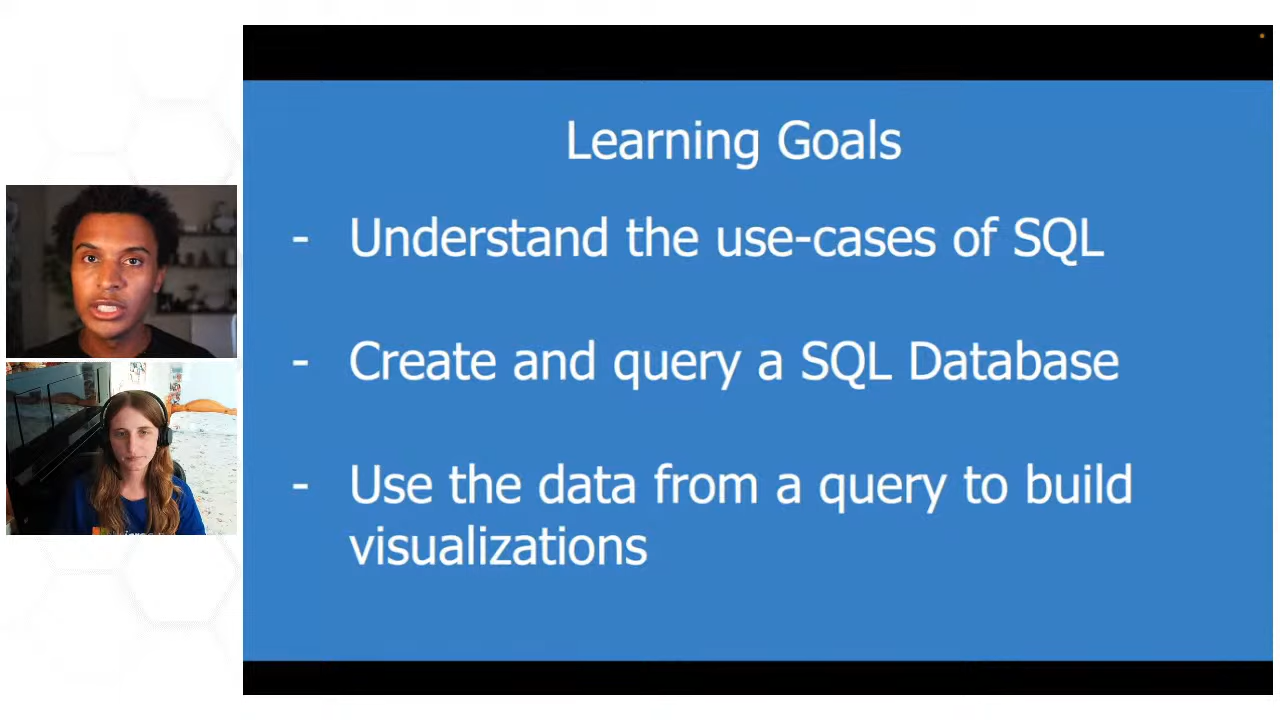 Learning Goals
- Understand the use-cases of SQL
- Create and query a SQL Database
- Use the data from a query to build
visualizations